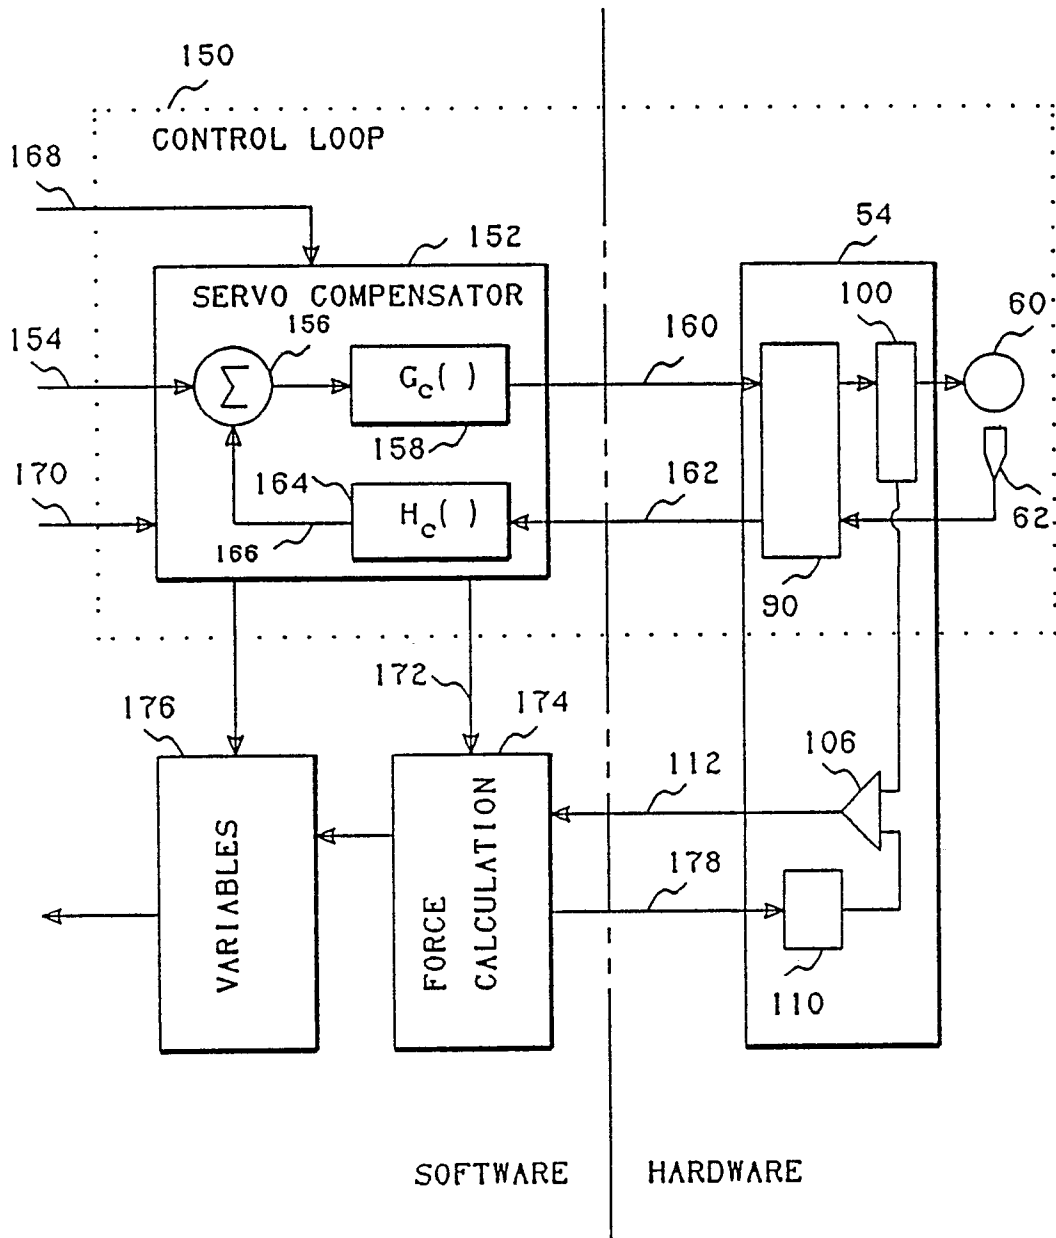 150
CONTROL LOOP
168
152
54
SERVO COMPENSATOR
100
154
156
160
60
Σ
Gc( )
158
170
164
162
Hc( )
166
62
90
172
176
174
106
112
VARIABLES
FORCE
CALCULATION
178
110
SOFTWARE
HARDWARE